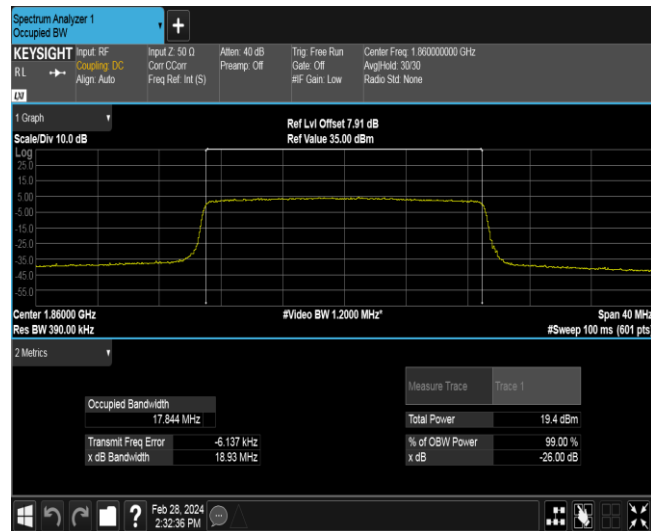 Spectrum Analyzer 1
Occupied BW
+
KEYSIGHT
RL
LXI
Input: RF
Coupling: DC
Align: Auto
Input Z: 50 Ω
Corr CCorr
Freq Ref: Int (S)
Atten: 40 dB
Preamp: Off
Trig: Free Run
Gate: Off
#IF Gain: Low
Center Freq: 1.860000000 GHz
Avg|Hold: 30/30
Radio Std: None
1 Graph
Scale/Div 10.0 dB
Ref Lvl Offset 7.91 dB
Ref Value 35.00 dBm
Log
25.0
15.0
5.00
-5.00
-15.0
-25.0
-35.0
-45.0
-55.0
Center 1.86000 GHz
Res BW 390.00 kHz
#Video BW 1.2000 MHz*
Span 40 MHz
#Sweep 100 ms (601 pts)
2 Metrics
Measure Trace Trace 1
Occupied Bandwidth
17.844 MHz
Total Power 19.4 dBm
Transmit Freq Error -6.137 kHz
% of OBW Power 99.00 %
x dB Bandwidth 18.93 MHz
x dB -26.00 dB
?
Feb 28, 2024
2:32:36 PM